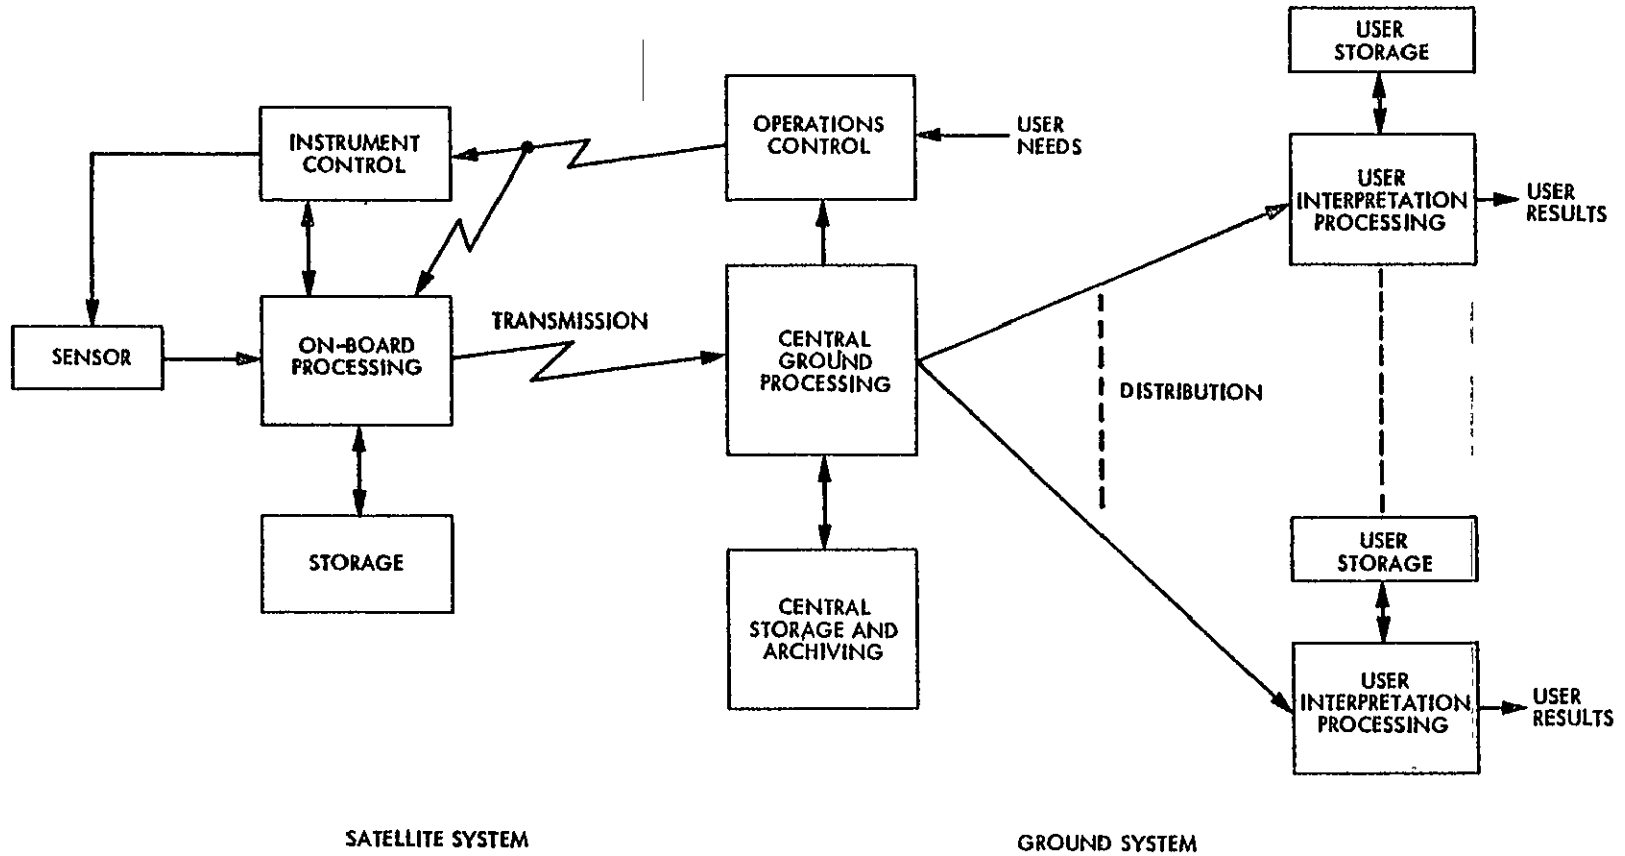 USER
STORAGE
OPERATIONS
CONTROL
USER
NEEDS
INSTRUMENT
CONTROL
USER
INTERPRETATION
PROCESSING
USER
RESULTS
TRANSMISSION
SENSOR
ON-BOARD
PROCESSING
CENTRAL
GROUND
PROCESSING
DISTRIBUTION
STORAGE
USER
STORAGE
CENTRAL
STORAGE AND
ARCHIVING
USER
INTERPRETATION
PROCESSING
USER
RESULTS
SATELLITE SYSTEM
GROUND SYSTEM